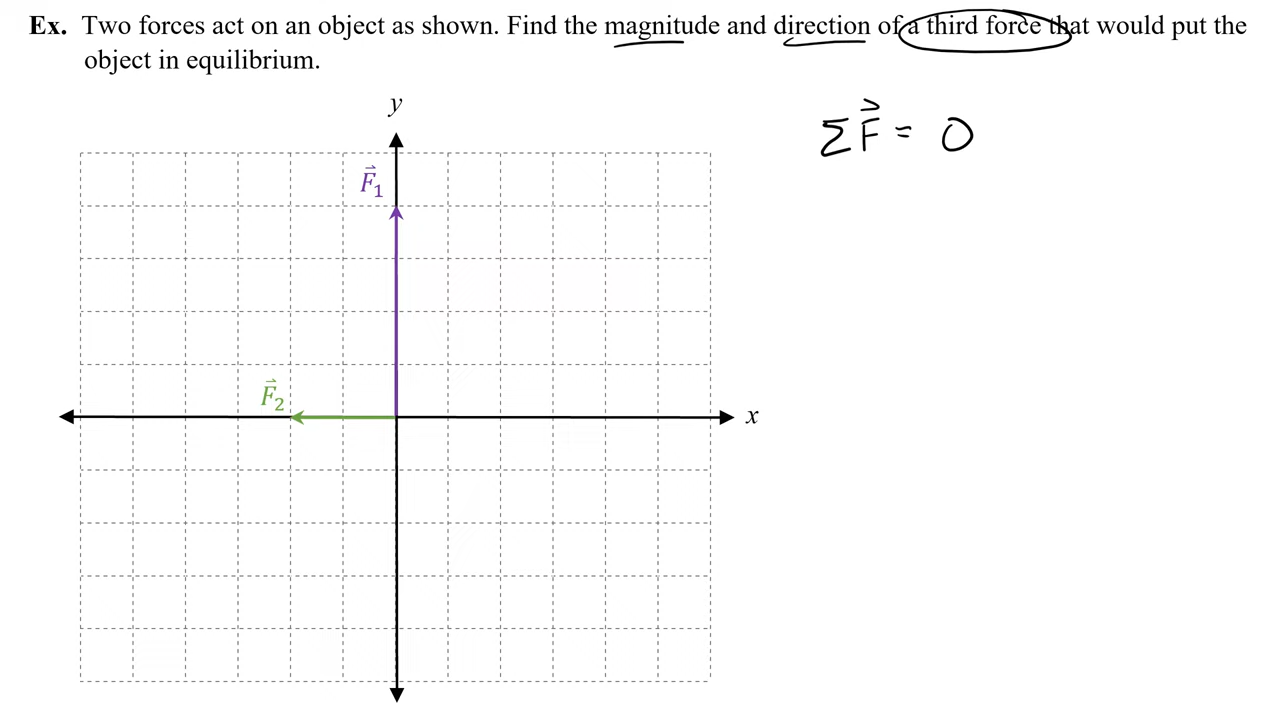 Ex. Two forces act on an object as shown. Find the magnitude and direction of a third force that would put the
object in equilibrium.
y
ΣF⃗ = 0
F⃗₁
F⃗₂
x